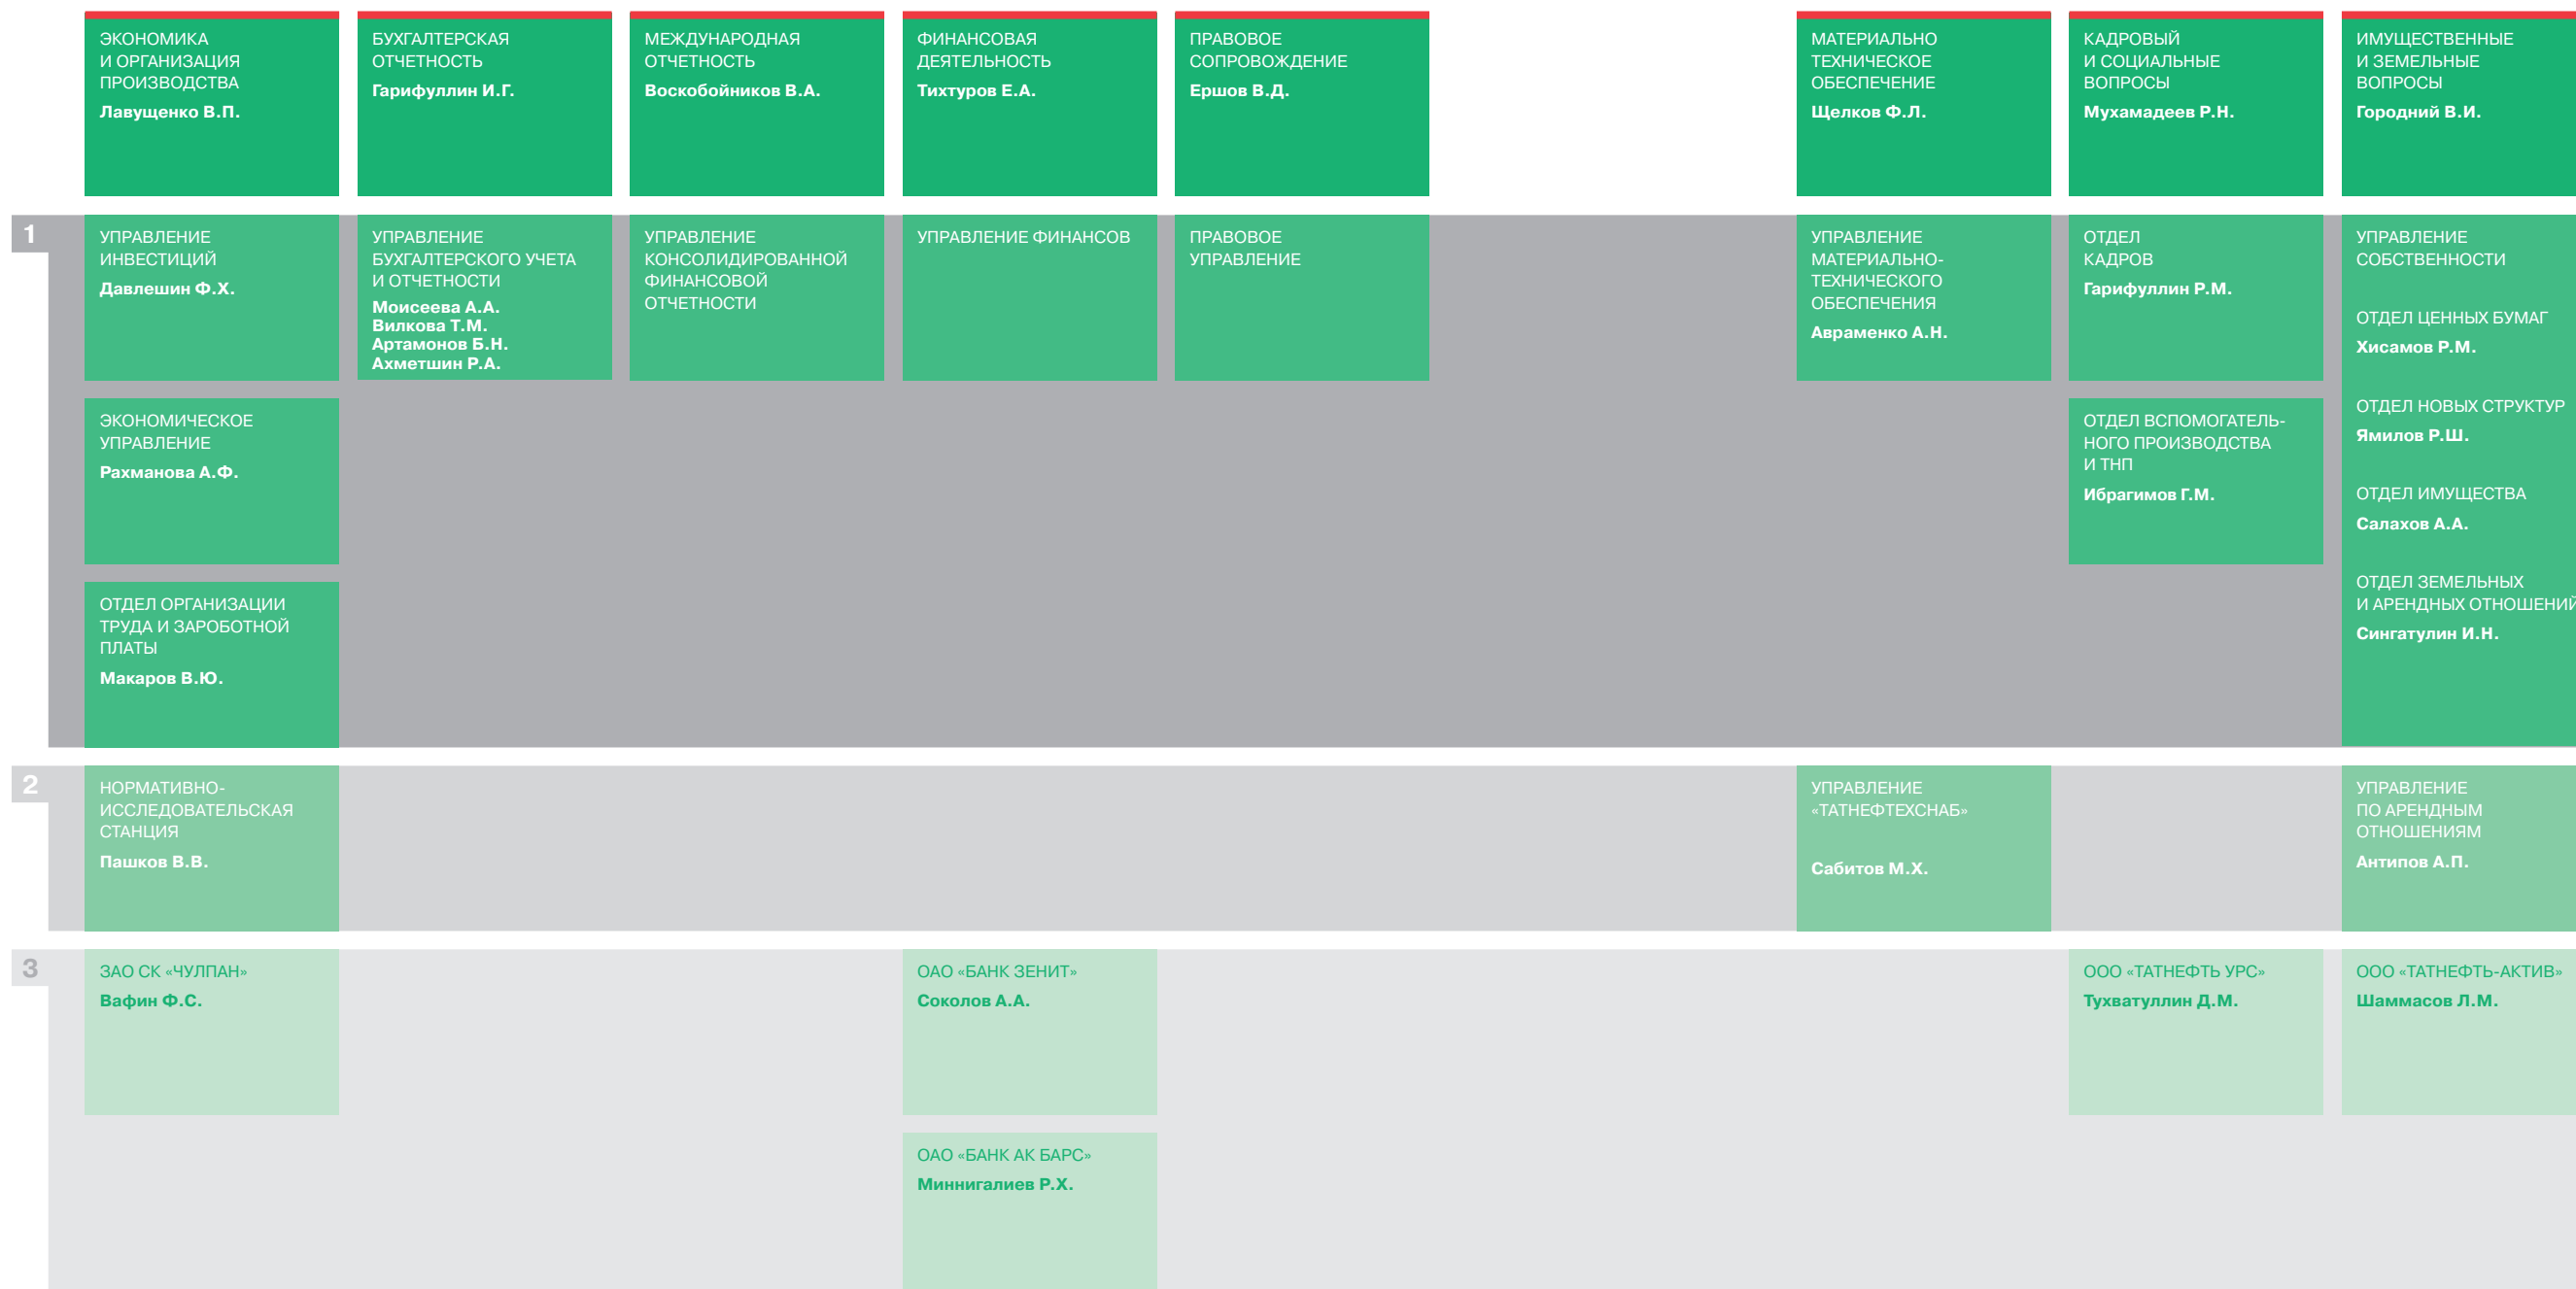 ЭКОНОМИКА
И ОРГАНИЗАЦИЯ
ПРОИЗВОДСТВА
Лавущенко В.П.
БУХГАЛТЕРСКАЯ
ОТЧЕТНОСТЬ
Гарифуллин И.Г.
МЕЖДУНАРОДНАЯ
ОТЧЕТНОСТЬ
Воскобойников В.А.
ФИНАНСОВАЯ
ДЕЯТЕЛЬНОСТЬ
Тихтуров Е.А.
ПРАВОВОЕ
СОПРОВОЖДЕНИЕ
Ершов В.Д.
МАТЕРИАЛЬНО
ТЕХНИЧЕСКОЕ
ОБЕСПЕЧЕНИЕ
Щелков Ф.Л.
КАДРОВЫЙ
И СОЦИАЛЬНЫЕ
ВОПРОСЫ
Мухамадеев Р.Н.
ИМУЩЕСТВЕННЫЕ
И ЗЕМЕЛЬНЫЕ
ВОПРОСЫ
Городний В.И.
1
УПРАВЛЕНИЕ
ИНВЕСТИЦИЙ
Давлешин Ф.Х.
УПРАВЛЕНИЕ
БУХГАЛТЕРСКОГО УЧЕТА
И ОТЧЕТНОСТИ
Моисеева А.А.
Вилкова Т.М.
Артамонов Б.Н.
Ахметшин Р.А.
УПРАВЛЕНИЕ
КОНСОЛИДИРОВАННОЙ
ФИНАНСОВОЙ
ОТЧЕТНОСТИ
УПРАВЛЕНИЕ ФИНАНСОВ
ПРАВОВОЕ
УПРАВЛЕНИЕ
УПРАВЛЕНИЕ
МАТЕРИАЛЬНО-
ТЕХНИЧЕСКОГО
ОБЕСПЕЧЕНИЯ
Авраменко А.Н.
ОТДЕЛ
КАДРОВ
Гарифуллин Р.М.
УПРАВЛЕНИЕ
СОБСТВЕННОСТИ
ОТДЕЛ ЦЕННЫХ БУМАГ
Хисамов Р.М.
ОТДЕЛ НОВЫХ СТРУКТУР
Ямилов Р.Ш.
ОТДЕЛ ИМУЩЕСТВА
Салахов А.А.
ОТДЕЛ ЗЕМЕЛЬНЫХ
И АРЕНДНЫХ ОТНОШЕНИЙ
Сингатулин И.Н.
ЭКОНОМИЧЕСКОЕ
УПРАВЛЕНИЕ
Рахманова А.Ф.
ОТДЕЛ ВСПОМОГАТЕЛЬ-
НОГО ПРОИЗВОДСТВА
И ТНП
Ибрагимов Г.М.
ОТДЕЛ ОРГАНИЗАЦИИ
ТРУДА И ЗАРОБОТНОЙ
ПЛАТЫ
Макаров В.Ю.
2
НОРМАТИВНО-
ИССЛЕДОВАТЕЛЬСКАЯ
СТАНЦИЯ
Пашков В.В.
УПРАВЛЕНИЕ
«ТАТНЕФТЕХСНАБ»
Сабитов М.Х.
УПРАВЛЕНИЕ
ПО АРЕНДНЫМ
ОТНОШЕНИЯМ
Антипов А.П.
3
ЗАО СК «ЧУЛПАН»
Вафин Ф.С.
ОАО «БАНК ЗЕНИТ»
Соколов А.А.
ООО «ТАТНЕФТЬ УРС»
Тухватуллин Д.М.
ООО «ТАТНЕФТЬ-АКТИВ»
Шаммасов Л.М.
ОАО «БАНК АК БАРС»
Миннигалиев Р.Х.